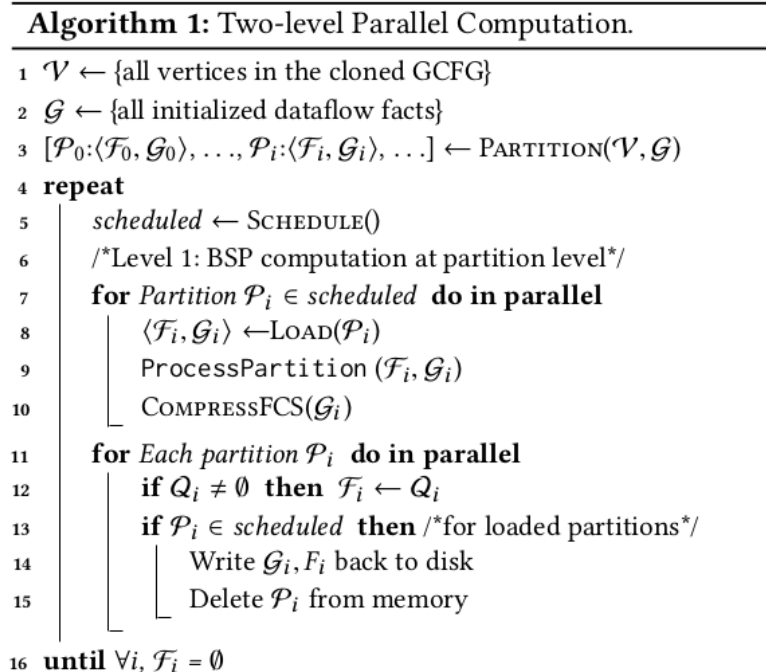 Algorithm 1: Two-level Parallel Computation.
1 𝒱 ← {all vertices in the cloned GCFG}
2 𝒢 ← {all initialized dataflow facts}
3 [𝒫₀:⟨ℱ₀, 𝒢₀⟩, . . . , 𝒫ᵢ:⟨ℱᵢ, 𝒢ᵢ⟩, . . .] ← PARTITION(𝒱, 𝒢)
4 repeat
5 scheduled ← SCHEDULE()
6 /*Level 1: BSP computation at partition level*/
7 for Partition 𝒫ᵢ ∈ scheduled do in parallel
8 ⟨ℱᵢ, 𝒢ᵢ⟩ ←LOAD(𝒫ᵢ)
9 ProcessPartition (ℱᵢ, 𝒢ᵢ)
10 COMPRESSFCS(𝒢ᵢ)
11 for Each partition 𝒫ᵢ do in parallel
12 if 𝒬ᵢ ≠ ∅ then ℱᵢ ← 𝒬ᵢ
13 if 𝒫ᵢ ∈ scheduled then /*for loaded partitions*/
14 Write 𝒢ᵢ, Fᵢ back to disk
15 Delete 𝒫ᵢ from memory
16 until ∀i, ℱᵢ = ∅